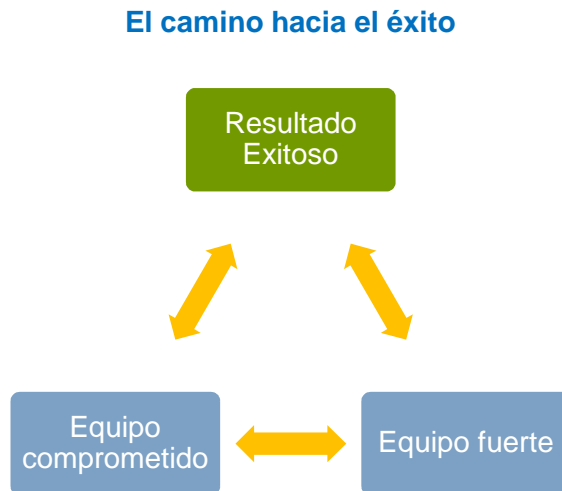 El camino hacia el éxito
Resultado
Exitoso
Equipo
comprometido
Equipo fuerte